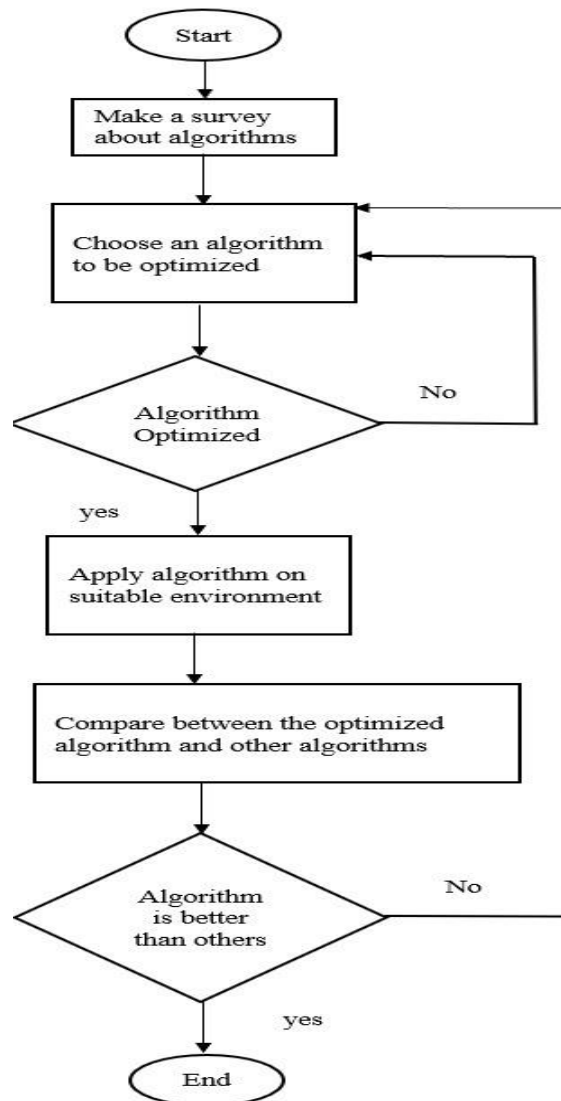 Start
Make a survey
about algorithms
Choose an algorithm
to be optimized
Algorithm
Optimized
No
yes
Apply algorithm on
suitable environment
Compare between the optimized
algorithm and other algorithms
Algorithm
is better
than others
No
yes
End